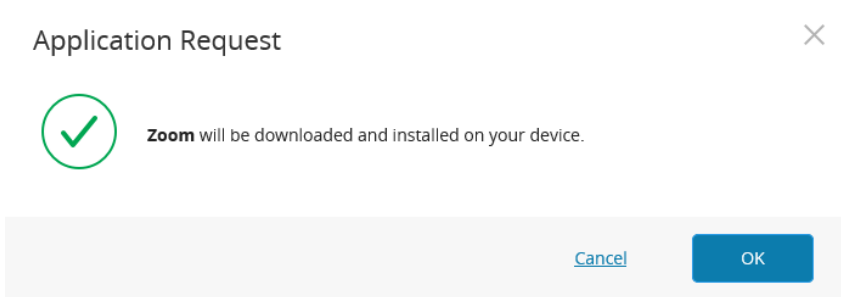 Application Request
Zoom will be downloaded and installed on your device.
Cancel
OK